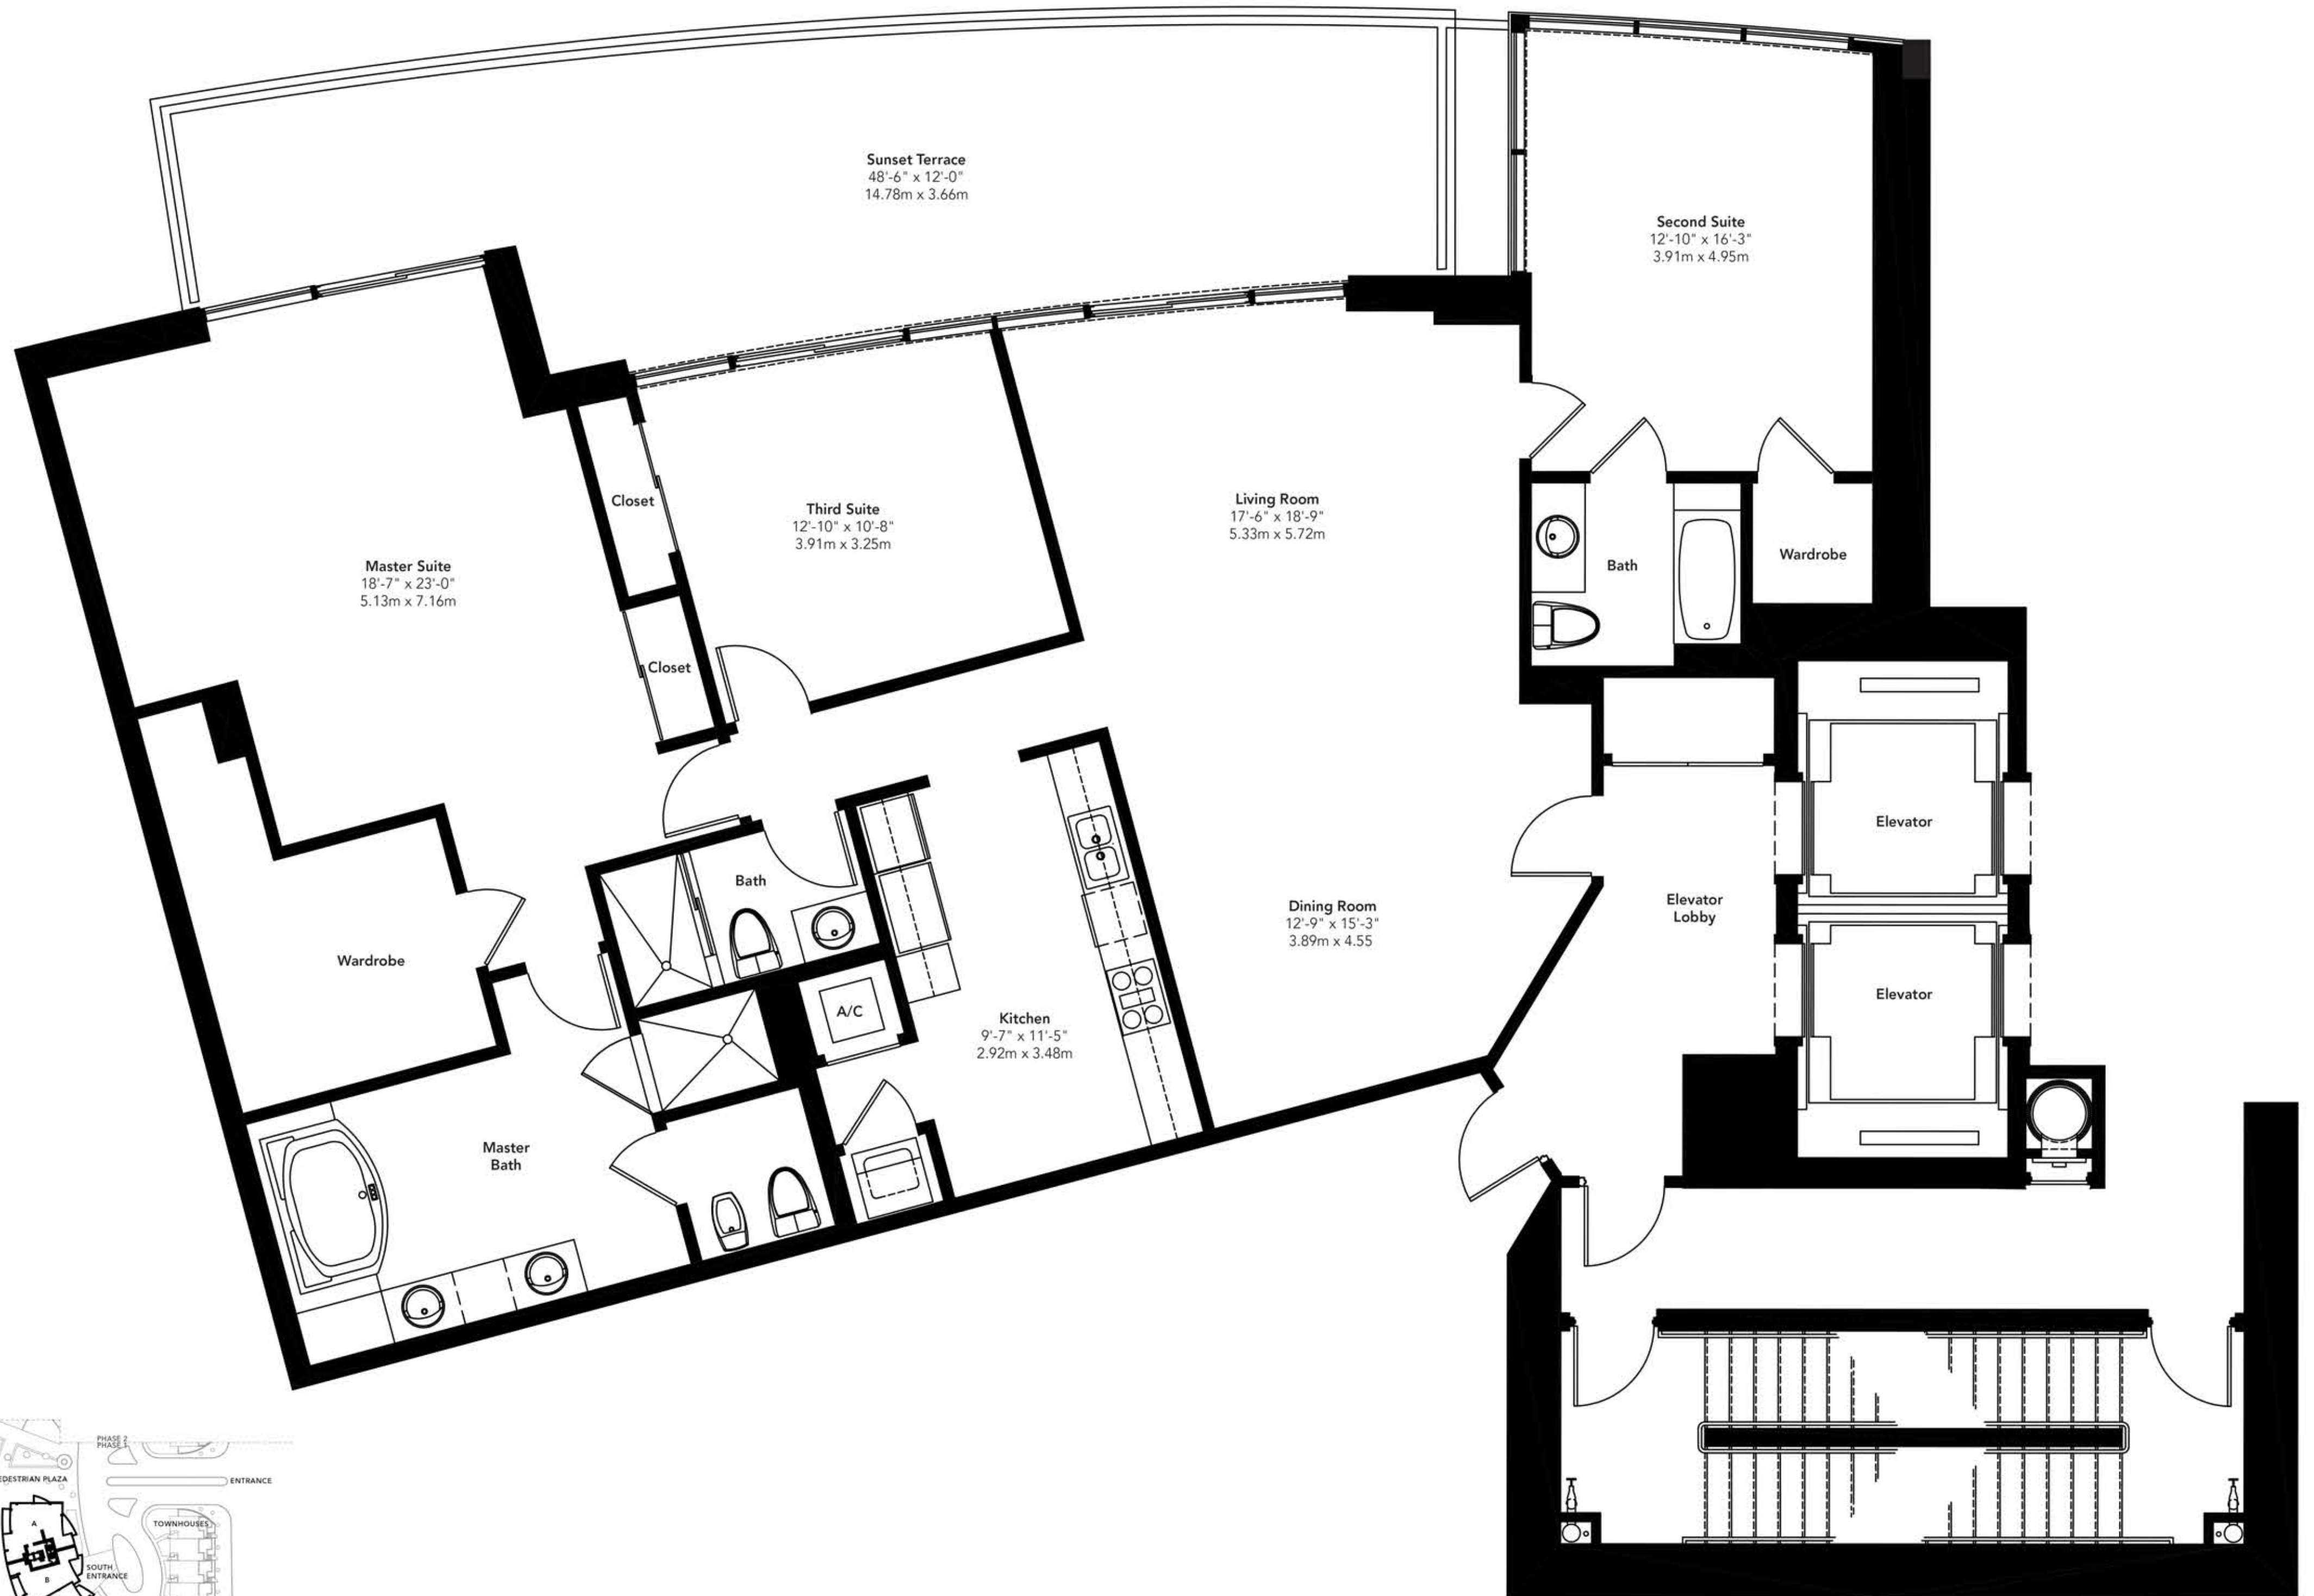 Sunset Terrace
48'-6" x 12'-0"
14.78m x 3.66m
Second Suite
12'-10" x 16'-3"
3.91m x 4.95m
Closet
Third Suite
12'-10" x 10'-8"
3.91m x 3.25m
Living Room
17'-6" x 18'-9"
5.33m x 5.72m
Master Suite
18'-7" x 23'-0"
5.13m x 7.16m
Bath
Wardrobe
Closet
Elevator
Bath
Elevator
Lobby
Dining Room
12'-9" x 15'-3"
3.89m x 4.55
Wardrobe
Elevator
A/C
Kitchen
9'-7" x 11'-5"
2.92m x 3.48m
Master
Bath
PHASE 2
PHASE 1
EDESTRIAN PLAZA
ENTRANCE
A
TOWNHOUSES
SOUTH
ENTRANCE
B